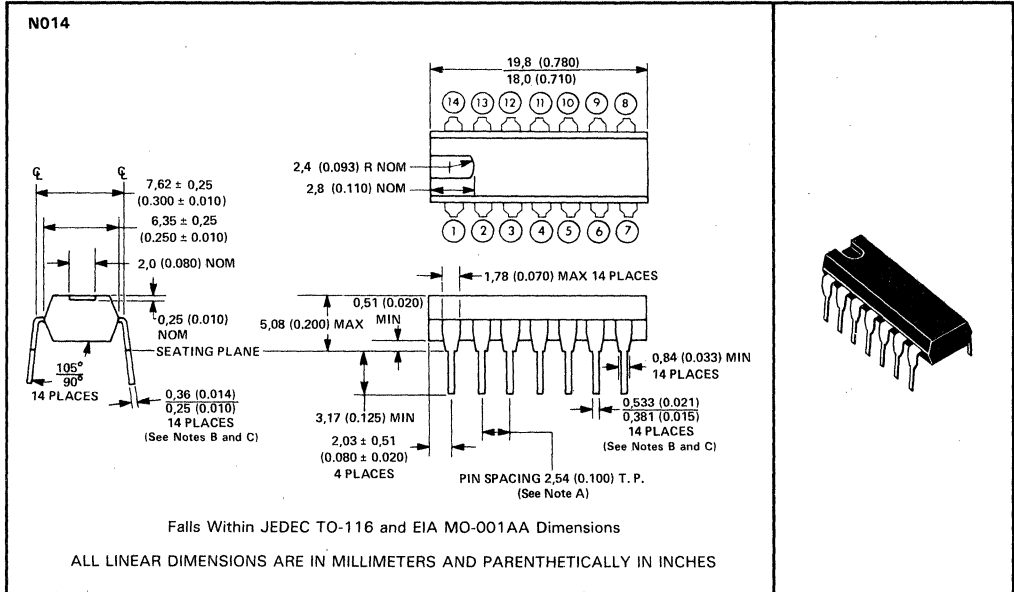 N014
19,8 (0.780)
18,0 (0.710)
14 13 12 11 10 9 8
2,4 (0.093) R NOM
2.8 (0.110) NOM
1 2 3 4 5 6 7
℄ ℄
7,62 ± 0,25
(0.300 ± 0.010)
6,35 ± 0,25
(0.250 ± 0.010)
2,0 (0.080) NOM
0,25 (0.010)
NOM
SEATING PLANE
105°
90°
14 PLACES
0,36 (0.014)
0,25 (0.010)
14 PLACES
(See Notes B and C)
1,78 (0.070) MAX 14 PLACES
0,51 (0.020)
MIN
5,08 (0.200) MAX
0,84 (0.033) MIN
14 PLACES
3,17 (0.125) MIN
0,533 (0.021)
0,381 (0.015)
14 PLACES
(See Notes B and C)
2,03 ± 0,51
(0.080 ± 0.020)
4 PLACES
PIN SPACING 2,54 (0.100) T. P.
(See Note A)
Falls Within JEDEC TO-116 and EIA MO-001AA Dimensions
ALL LINEAR DIMENSIONS ARE IN MILLIMETERS AND PARENTHETICALLY IN INCHES